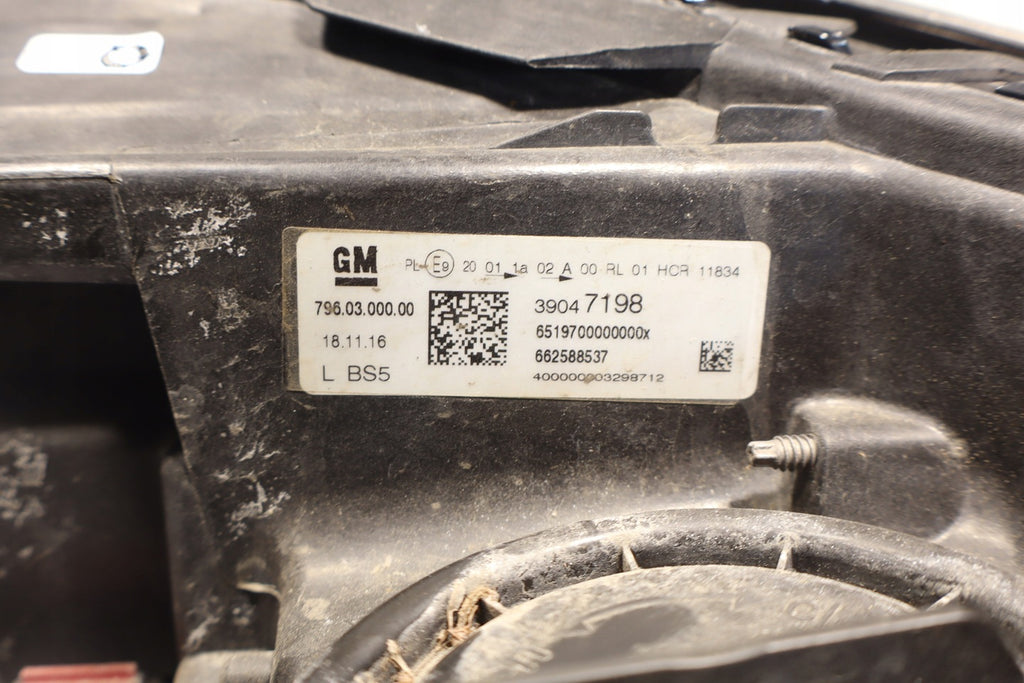 GM
PL E9 20 01 1a 02 A 00 RL 01 HCR 11834
796.03.000.00
39047198
18.11.16
6519700000000x
662588537
L BS5
400000003298712